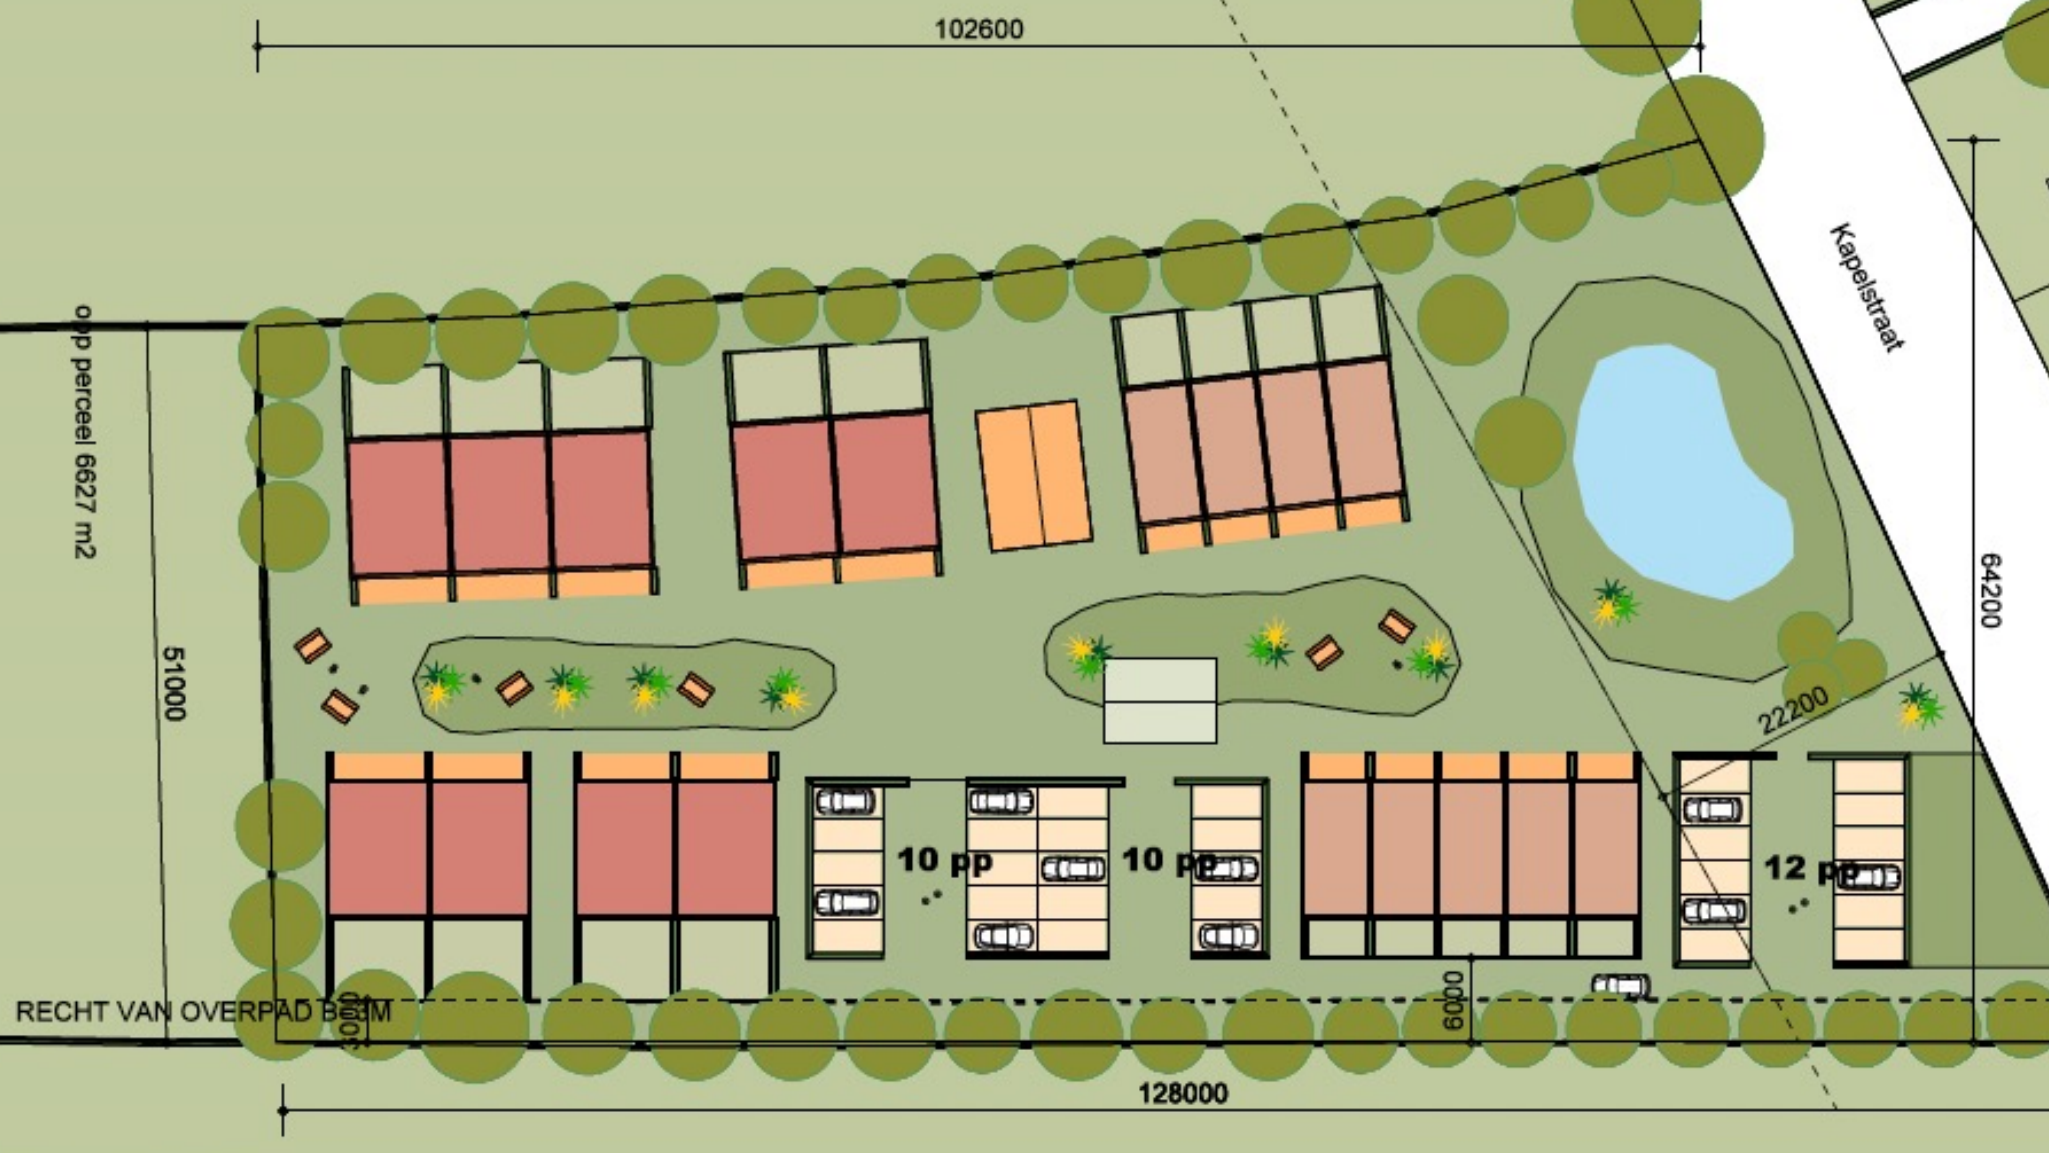 102600
Kapelstraat
opp perceel 6627 m2
64200
51000
22200
10 pp
10 pp
12 pp
RECHT VAN OVERPAD B=3M
6000
128000